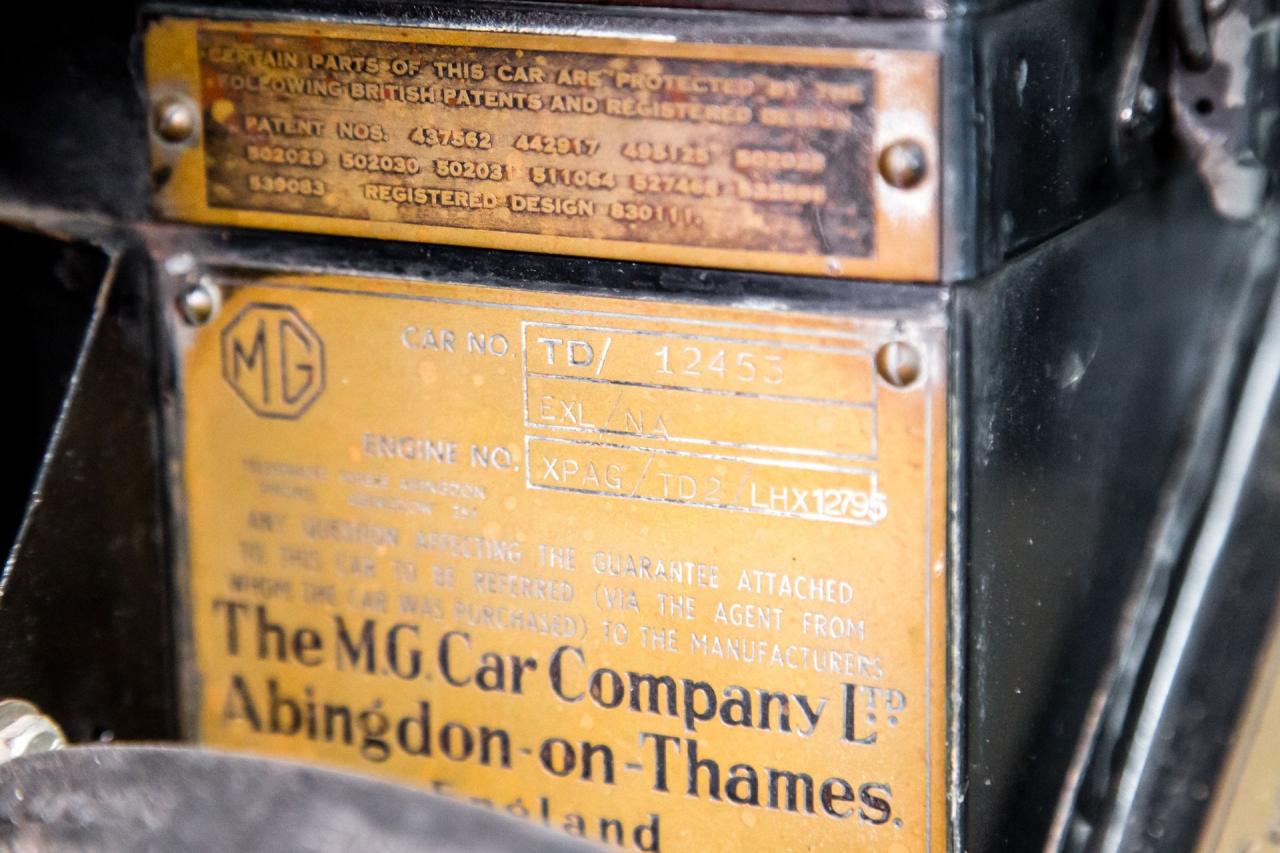 CERTAIN PARTS OF THIS CAR ARE PROTECTED BY THE
FOLLOWING BRITISH PATENTS AND REGISTERED DESIGN
PATENT NOS. 437562 442917 495125
502029 502030 502031 511064
539083 REGISTERED DESIGN 830111.
MG
CAR NO. TD/ 12453
EXL/NA
ENGINE NO. XPAG/TD2/LHX12795
ABINGDON
ANY QUESTION AFFECTING THE GUARANTEE ATTACHED
TO THIS CAR TO BE REFERRED (VIA THE AGENT FROM
WHOM THE CAR WAS PURCHASED) TO THE MANUFACTURERS
The M.G. Car Company LTD
Abingdon-on-Thames.
England